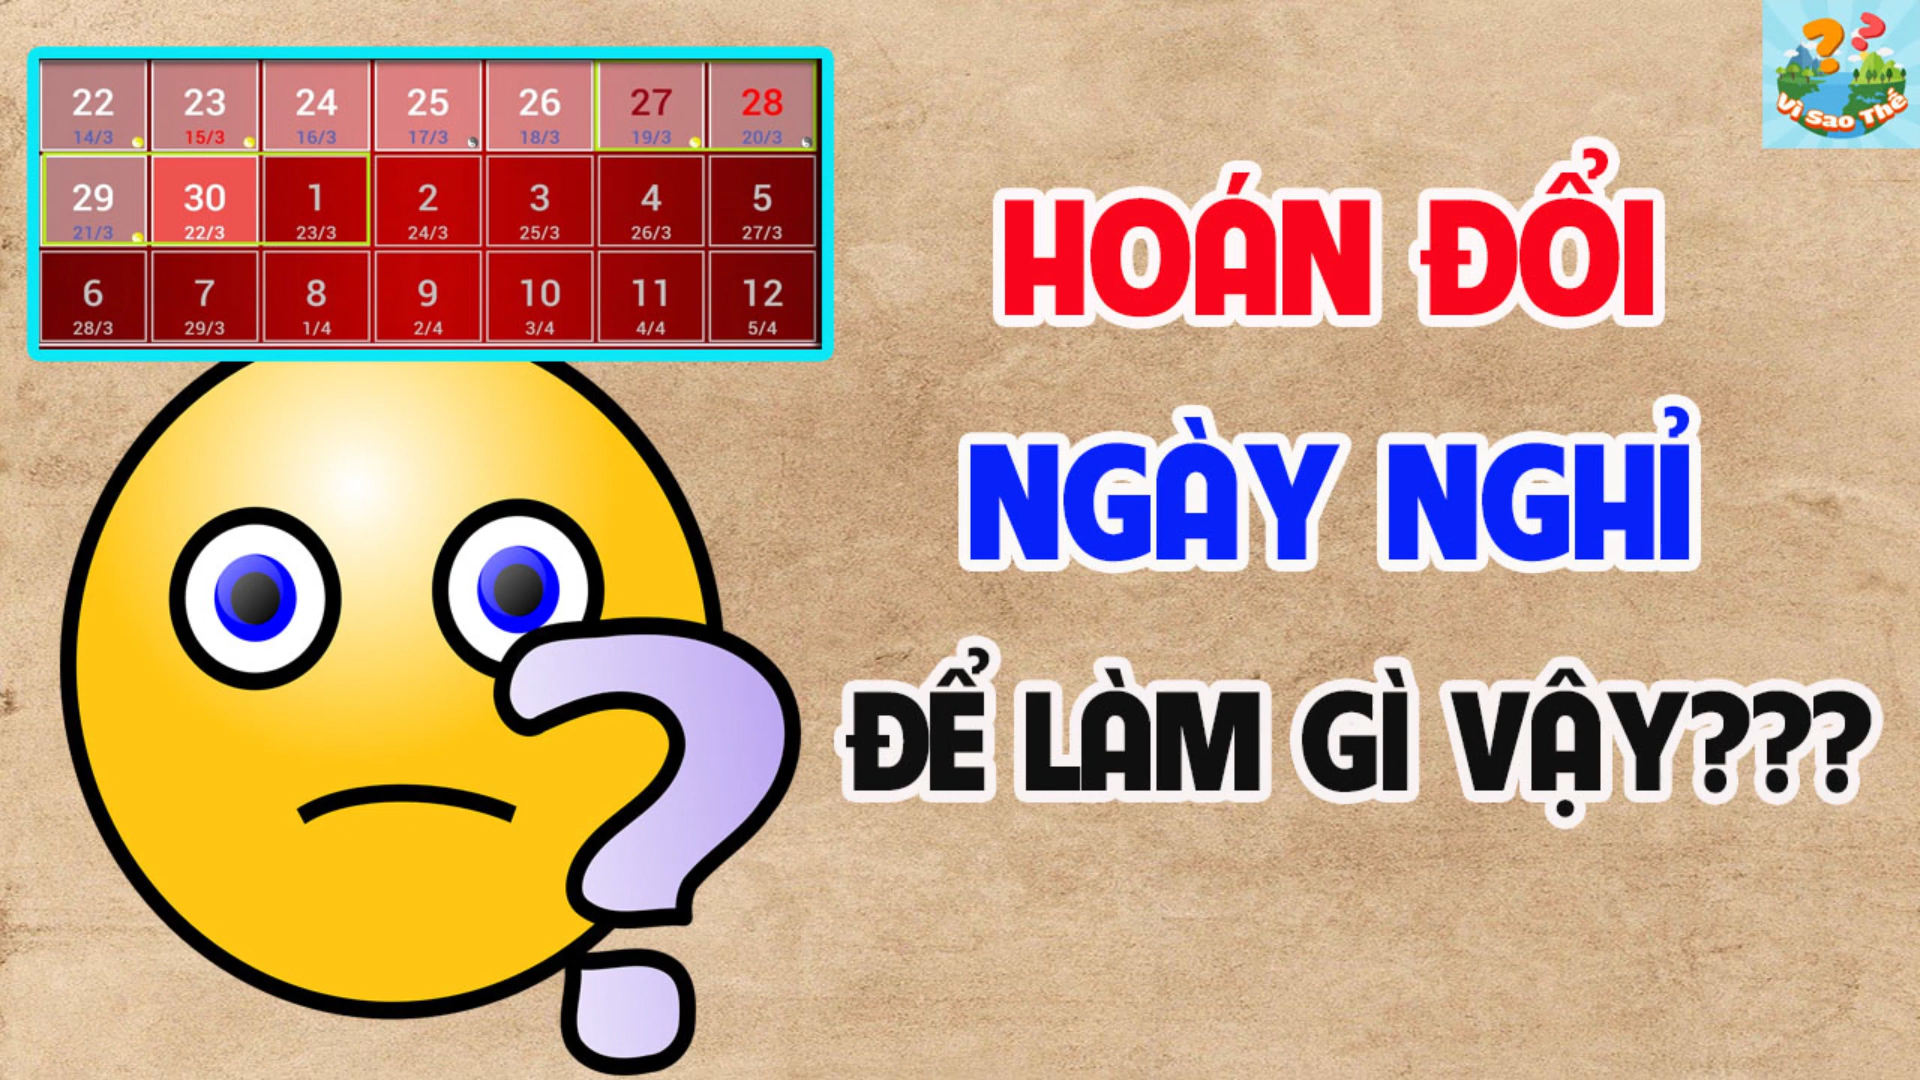 22 23 24 25 26 27 28
14/3 15/3 16/3 17/3 18/3 19/3 20/3
29 30 1 2 3 4 5
21/3 22/3 23/3 24/3 25/3 26/3 27/3
6 7 8 9 10 11 12
28/3 29/3 1/4 2/4 3/4 4/4 5/4
??
Vì Sao Thế
HOÁN ĐỔI
NGÀY NGHỈ
ĐỂ LÀM GÌ VẬY???
?